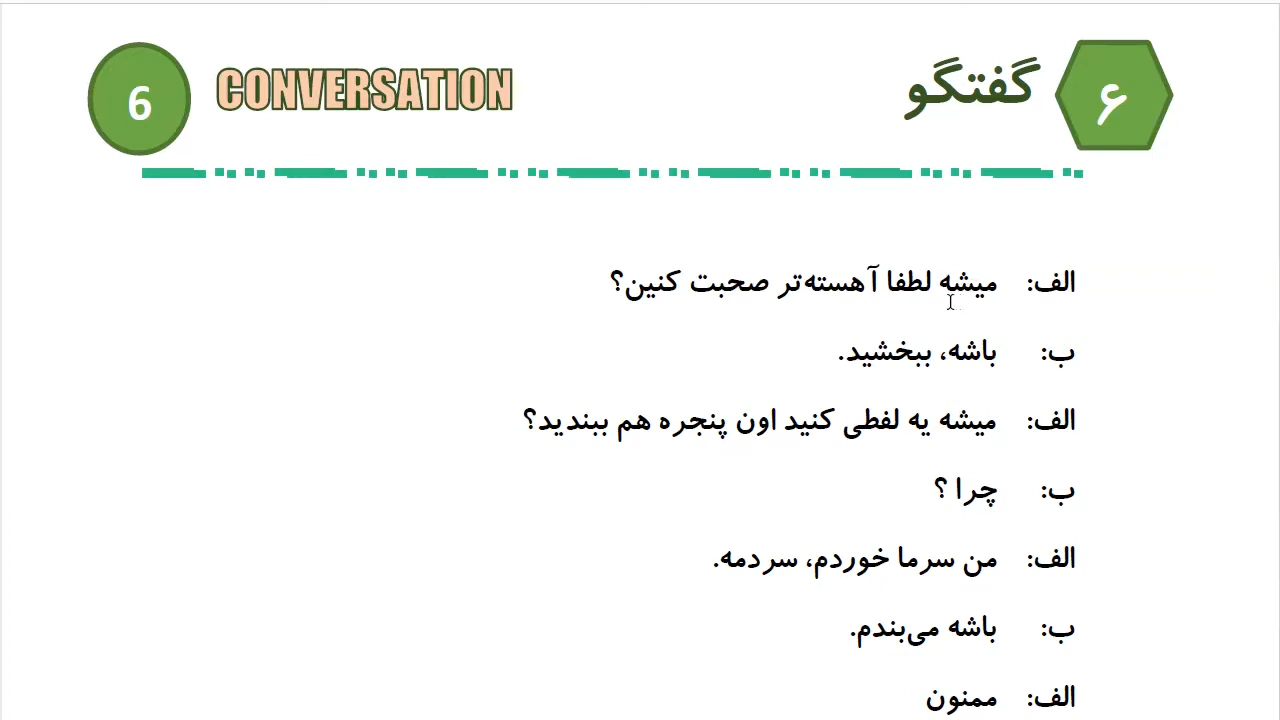 6 CONVERSATION
۶ گفتگو
الف: میشه لطفا آهسته‌تر صحبت کنین؟
ب: باشه، ببخشید.
الف: میشه یه لفطی کنید اون پنجره هم ببندید؟
ب: چرا ؟
الف: من سرما خوردم، سردمه.
ب: باشه می‌بندم.
الف: ممنون